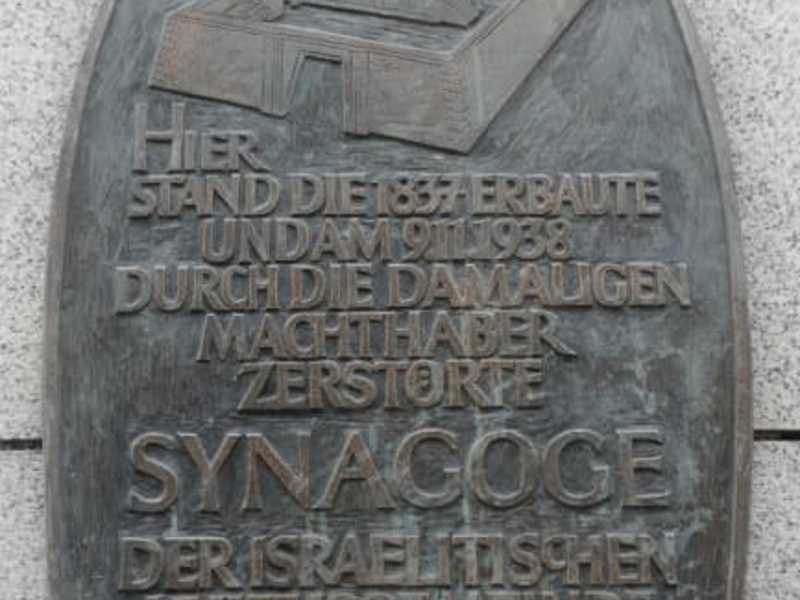 HIER
STAND DIE 1837 ERBAUTE
UND AM 9.11.1938
DURCH DIE DAMALIGEN
MACHTHABER
ZERSTÖRTE
SYNAGOGE
DER ISRAELITISCHEN